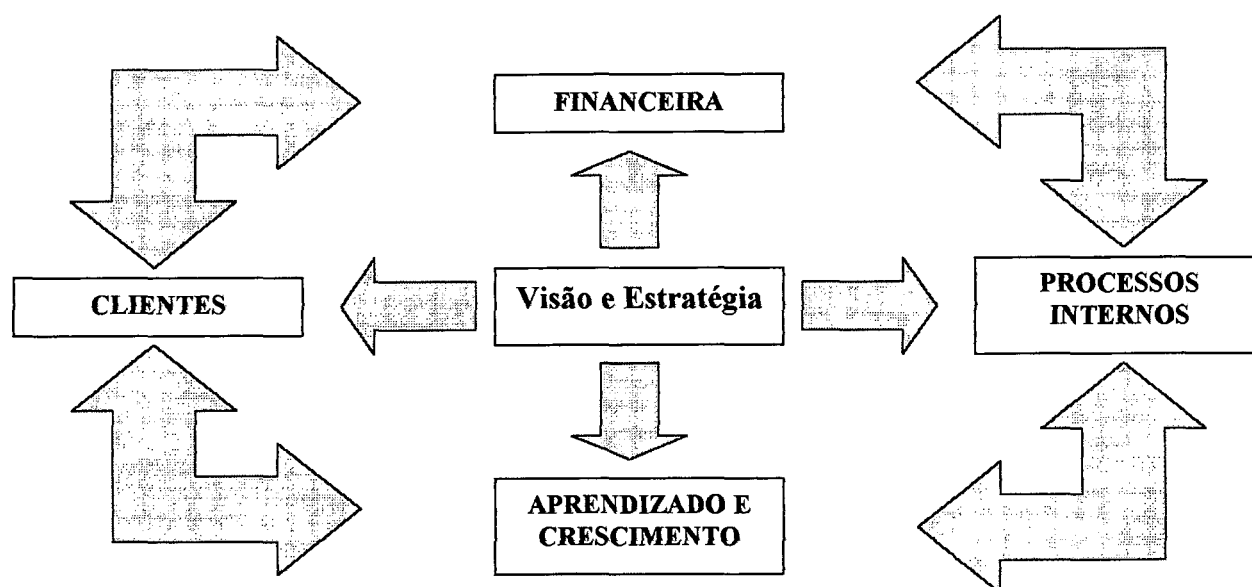 FINANCEIRA
CLIENTES
Visão e Estratégia
PROCESSOS
INTERNOS
APRENDIZADO E
CRESCIMENTO